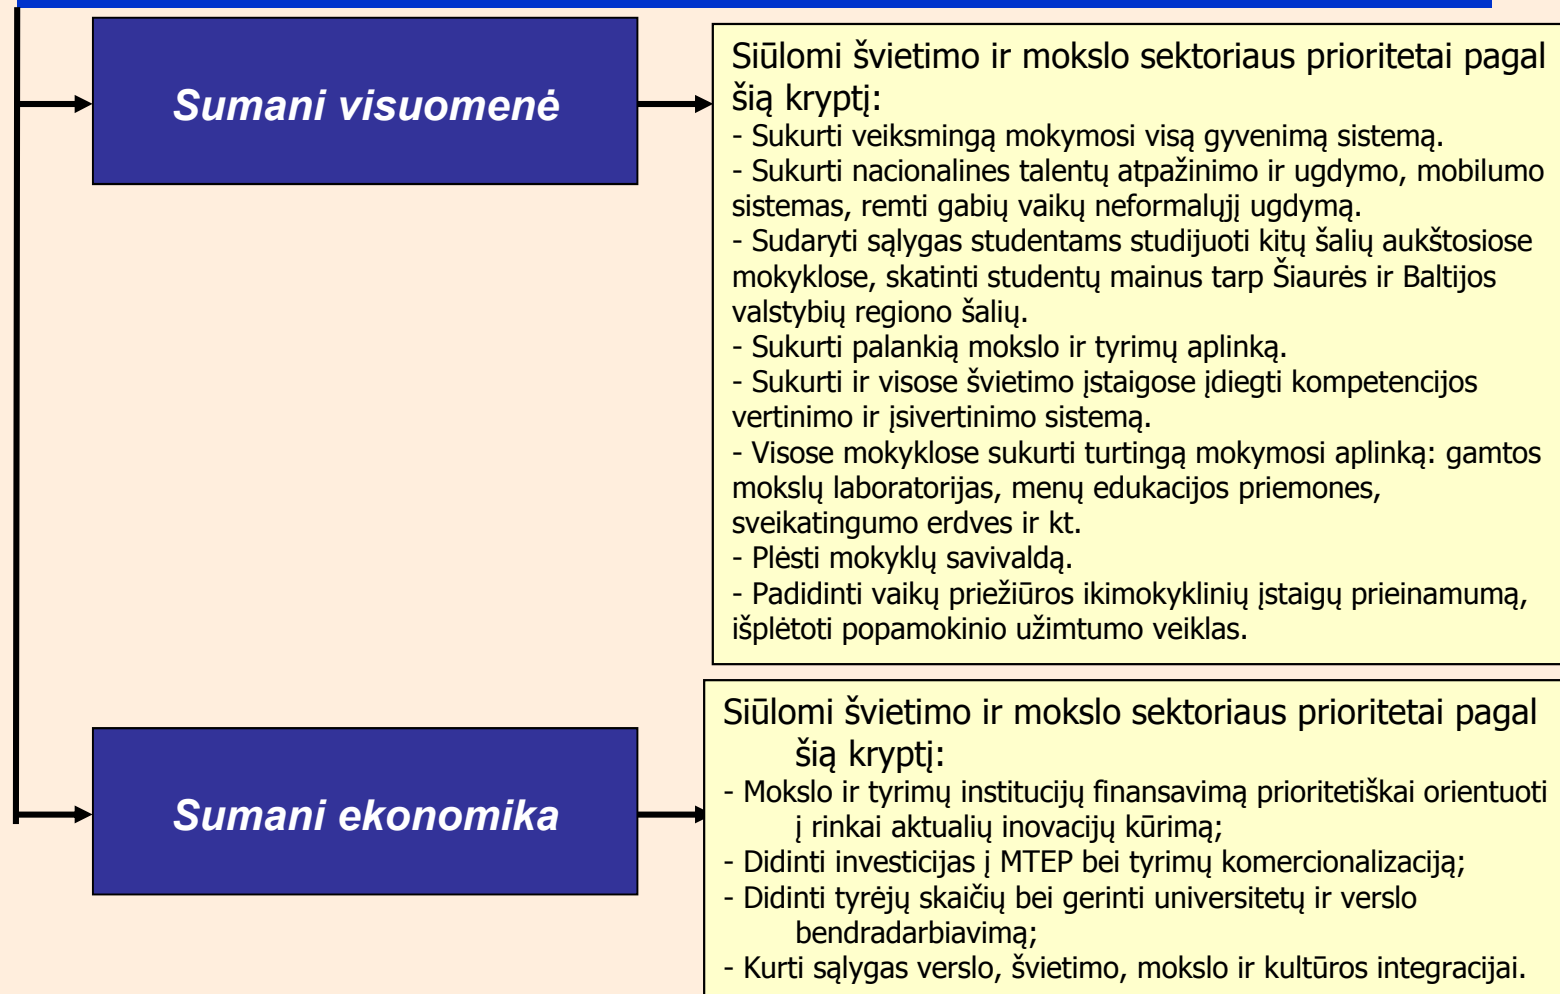 Sumani visuomenė
Siūlomi švietimo ir mokslo sektoriaus prioritetai pagal
šią kryptį:
- Sukurti veiksmingą mokymosi visą gyvenimą sistemą.
- Sukurti nacionalines talentų atpažinimo ir ugdymo, mobilumo
sistemas, remti gabių vaikų neformalųjį ugdymą.
- Sudaryti sąlygas studentams studijuoti kitų šalių aukštosiose
mokyklose, skatinti studentų mainus tarp Šiaurės ir Baltijos
valstybių regiono šalių.
- Sukurti palankią mokslo ir tyrimų aplinką.
- Sukurti ir visose švietimo įstaigose įdiegti kompetencijos
vertinimo ir įsivertinimo sistemą.
- Visose mokyklose sukurti turtingą mokymosi aplinką: gamtos
mokslų laboratorijas, menų edukacijos priemones,
sveikatingumo erdves ir kt.
- Plėsti mokyklų savivaldą.
- Padidinti vaikų priežiūros ikimokyklinių įstaigų prieinamumą,
išplėtoti popamokinio užimtumo veiklas.
Sumani ekonomika
Siūlomi švietimo ir mokslo sektoriaus prioritetai pagal
šią kryptį:
- Mokslo ir tyrimų institucijų finansavimą prioritetiškai orientuoti
į rinkai aktualių inovacijų kūrimą;
- Didinti investicijas į MTEP bei tyrimų komercionalizaciją;
- Didinti tyrėjų skaičių bei gerinti universitetų ir verslo
bendradarbiavimą;
- Kurti sąlygas verslo, švietimo, mokslo ir kultūros integracijai.